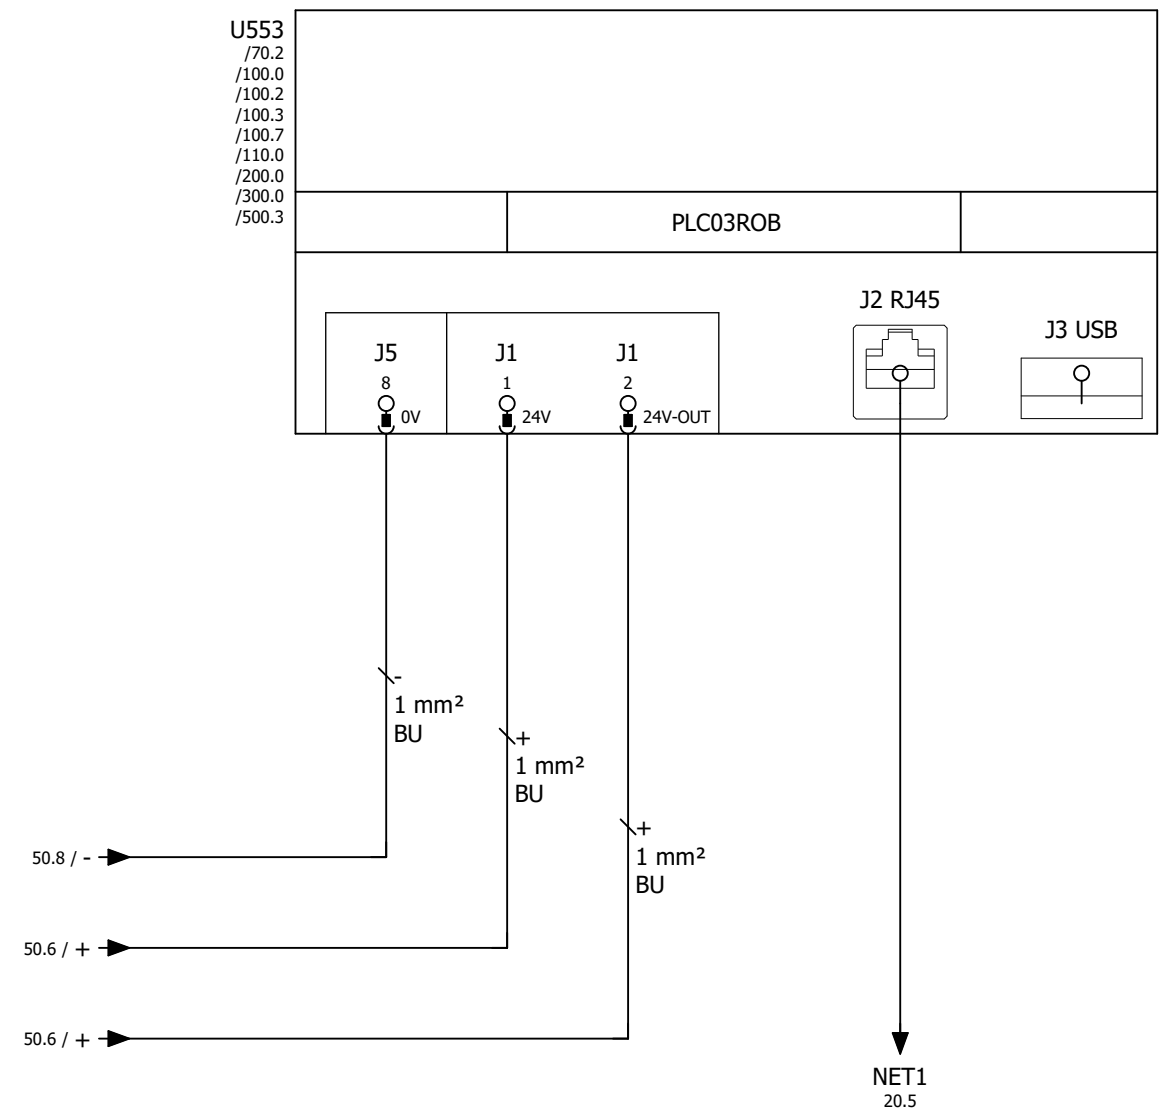 U553
/70.2
/100.0
/100.2
/100.3
/100.7
/110.0
/200.0
/300.0
/500.3
PLC03ROB
J2 RJ45
J3 USB
J5
J1
J1
8
1
2
0V
24V
24V-OUT
-
1 mm²
BU
+
1 mm²
BU
+
1 mm²
BU
50.8 / -
50.6 / +
50.6 / +
NET1
20.5